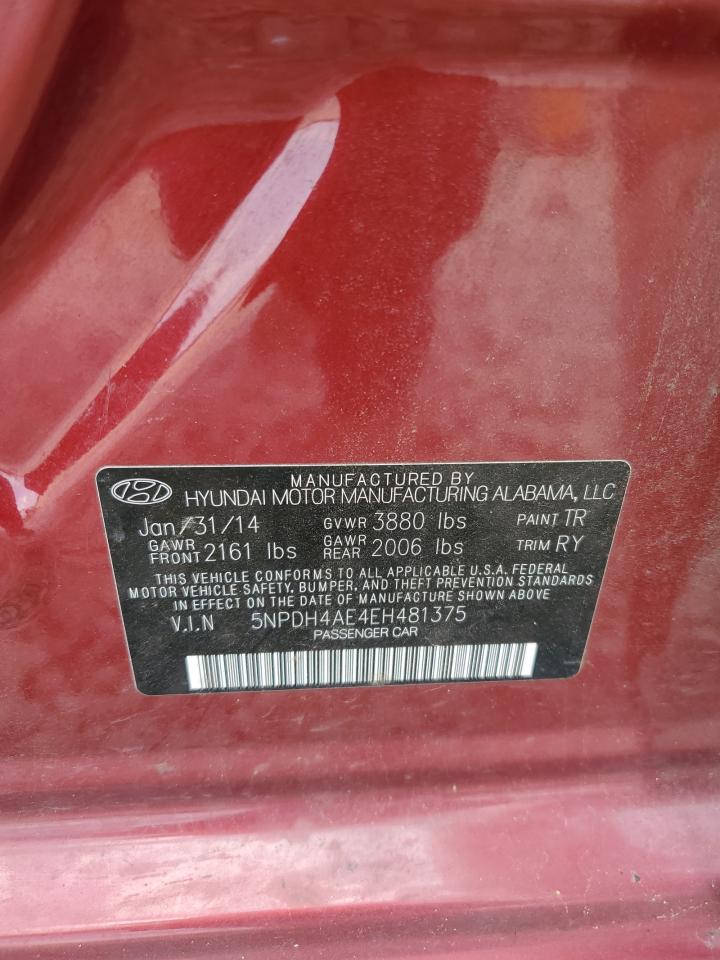 MANUFACTURED BY
HYUNDAI MOTOR MANUFACTURING ALABAMA, LLC
Jan/31/14 GVWR 3880 lbs PAINT TR
GAWR FRONT 2161 lbs GAWR REAR 2006 lbs TRIM RY
THIS VEHICLE CONFORMS TO ALL APPLICABLE U.S.A. FEDERAL
MOTOR VEHICLE SAFETY, BUMPER, AND THEFT PREVENTION STANDARDS
IN EFFECT ON THE DATE OF MANUFACTURE SHOWN ABOVE
V.I.N 5NPDH4AE4EH481375
PASSENGER CAR